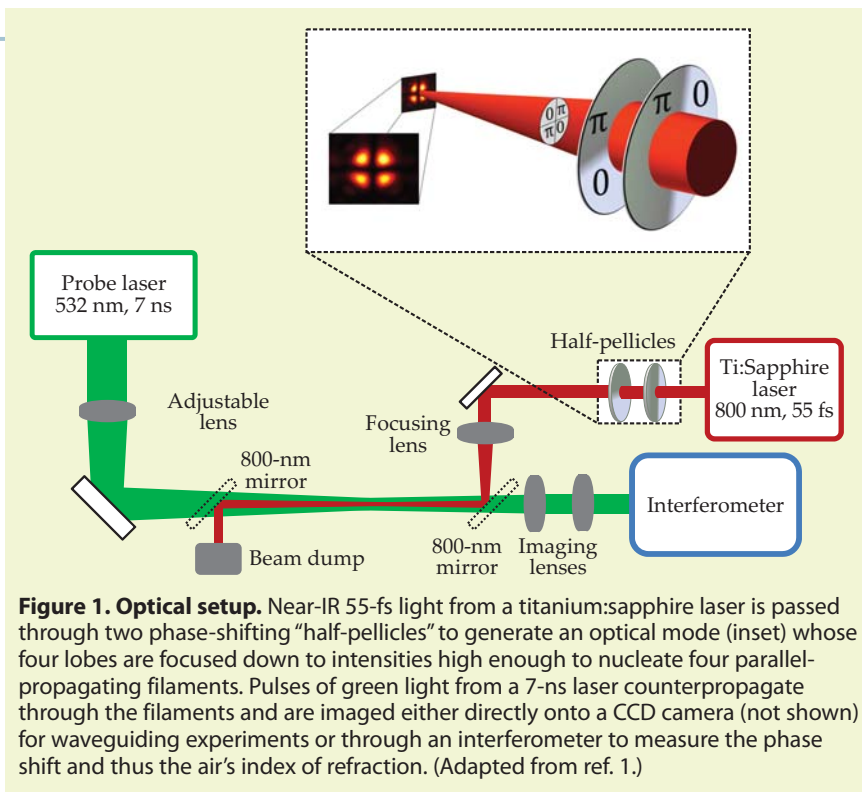 0 π
π 0
π
0
π
0
Probe laser
532 nm, 7 ns
Adjustable
lens
800-nm
mirror
Beam dump
Half-pellicles
Focusing
lens
Ti:Sapphire
laser
800 nm, 55 fs
800-nm
mirror
Imaging
lenses
Interferometer
Figure 1. Optical setup. Near-IR 55-fs light from a titanium:sapphire laser is passed
through two phase-shifting “half-pellicles” to generate an optical mode (inset) whose
four lobes are focused down to intensities high enough to nucleate four parallel-
propagating filaments. Pulses of green light from a 7-ns laser counterpropagate
through the filaments and are imaged either directly onto a CCD camera (not shown)
for waveguiding experiments or through an interferometer to measure the phase
shift and thus the air’s index of refraction. (Adapted from ref. 1.)